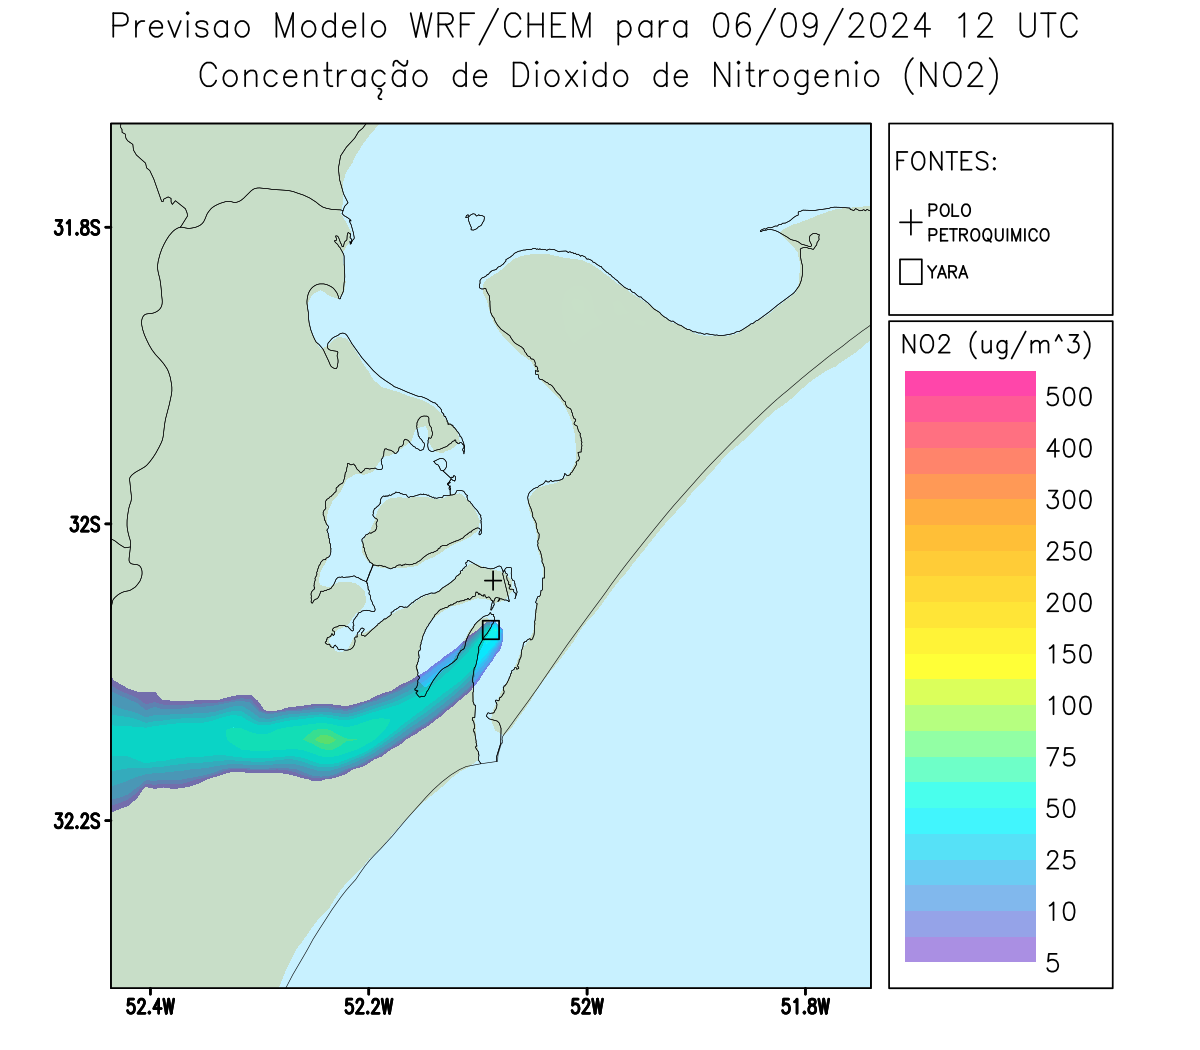 Previsao Modelo WRF/CHEM para 06/09/2024 12 UTC
Concentração de Dioxido de Nitrogenio (NO2)
FONTES:
POLO
PETROQUIMICO
YARA
NO2 (ug/m^3)
500
400
300
250
200
150
100
75
50
25
10
5
31.8S
32S
32.2S
52.4W
52.2W
52W
51.8W